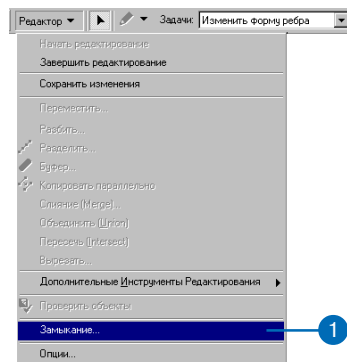 Редактор Задачи: Изменить форму ребра
Начать редактирование
Завершить редактирование
Сохранить изменения
Переместить...
Разбить...
Разделить...
Буфер...
Копировать параллельно
Слияние (Merge)...
Объединить (Union)
Пересечь (Intersect)
Вырезать...
Дополнительные Инструменты Редактирования
Проверить объекты
Замыкание...
1
Опции...